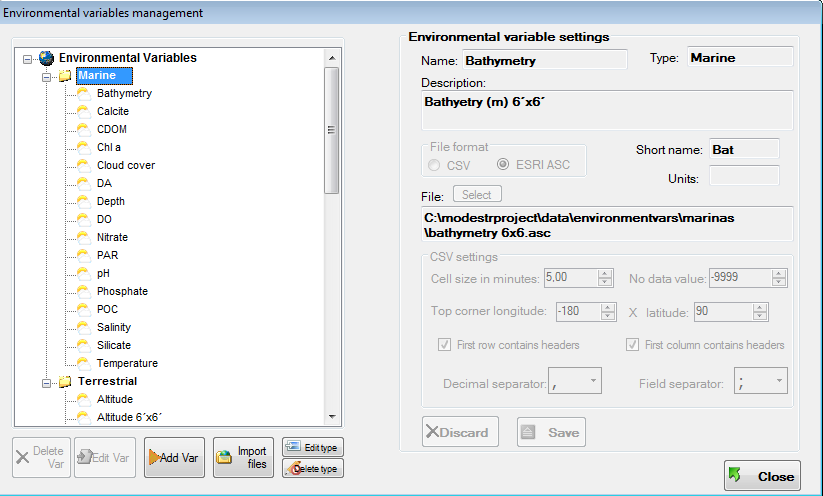 Environmental variables management
Environmental Variables
Marine
Bathymetry
Calcite
CDOM
Chl a
Cloud cover
DA
Depth
DO
Nitrate
PAR
pH
Phosphate
POC
Salinity
Silicate
Temperature
Terrestrial
Altitude
Altitude 6´x6´
Delete
Var
Edit Var
Add Var
Import
files
Edit type
Delete type
Environmental variable settings
Name: Bathymetry Type: Marine
Description:
Bathyetry (m) 6´x6´
File format
CSV ESRI ASC
Short name: Bat
Units:
File: Select
C:\modestrproject\data\environmentvars\marinas
\bathymetry 6x6.asc
CSV settings
Cell size in minutes: 5,00 No data value: -9999
Top corner longitude: -180 X latitude: 90
First row contains headers First column contains headers
Decimal separator: , Field separator: ;
Discard Save
Close